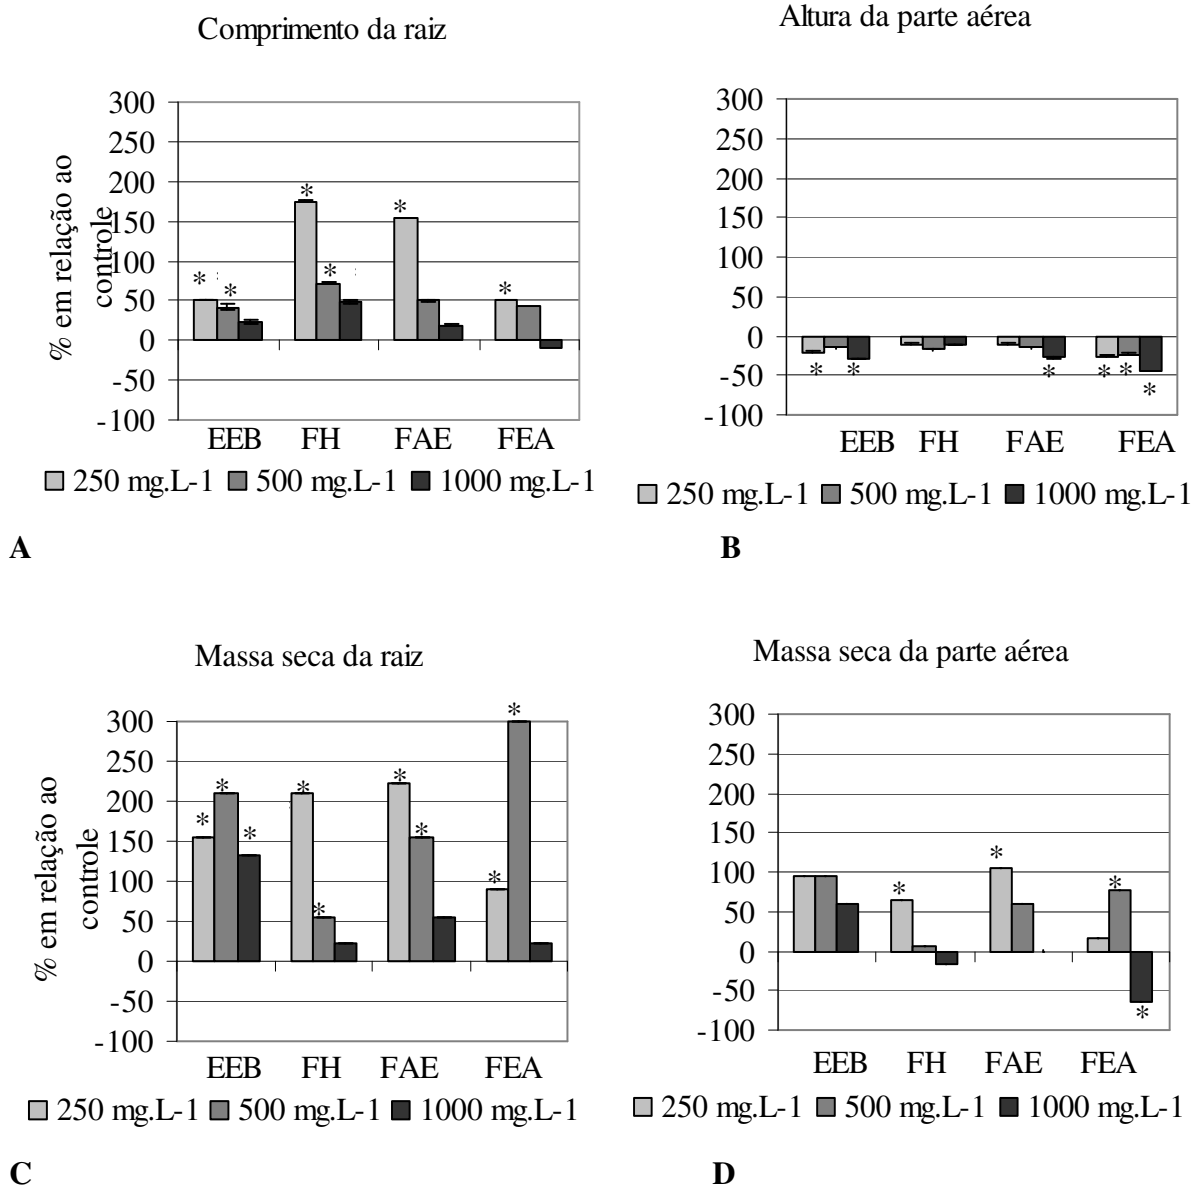 Comprimento da raiz
% em relação ao
controle
300
250
200
150
100
50
0
-50
-100
* * * * * *
EEB FH FAE FEA
250 mg.L-1 500 mg.L-1 1000 mg.L-1
A
Altura da parte aérea
300
250
200
150
100
50
0
-50
-100
* * * * * *
EEB FH FAE FEA
250 mg.L-1 500 mg.L-1 1000 mg.L-1
B
Massa seca da raiz
% em relação ao
controle
300
250
200
150
100
50
0
-50
-100
* * * * * * * * *
EEB FH FAE FEA
250 mg.L-1 500 mg.L-1 1000 mg.L-1
C
Massa seca da parte aérea
300
250
200
150
100
50
0
-50
-100
* * * *
EEB FH FAE FEA
250 mg.L-1 500 mg.L-1 1000 mg.L-1
D